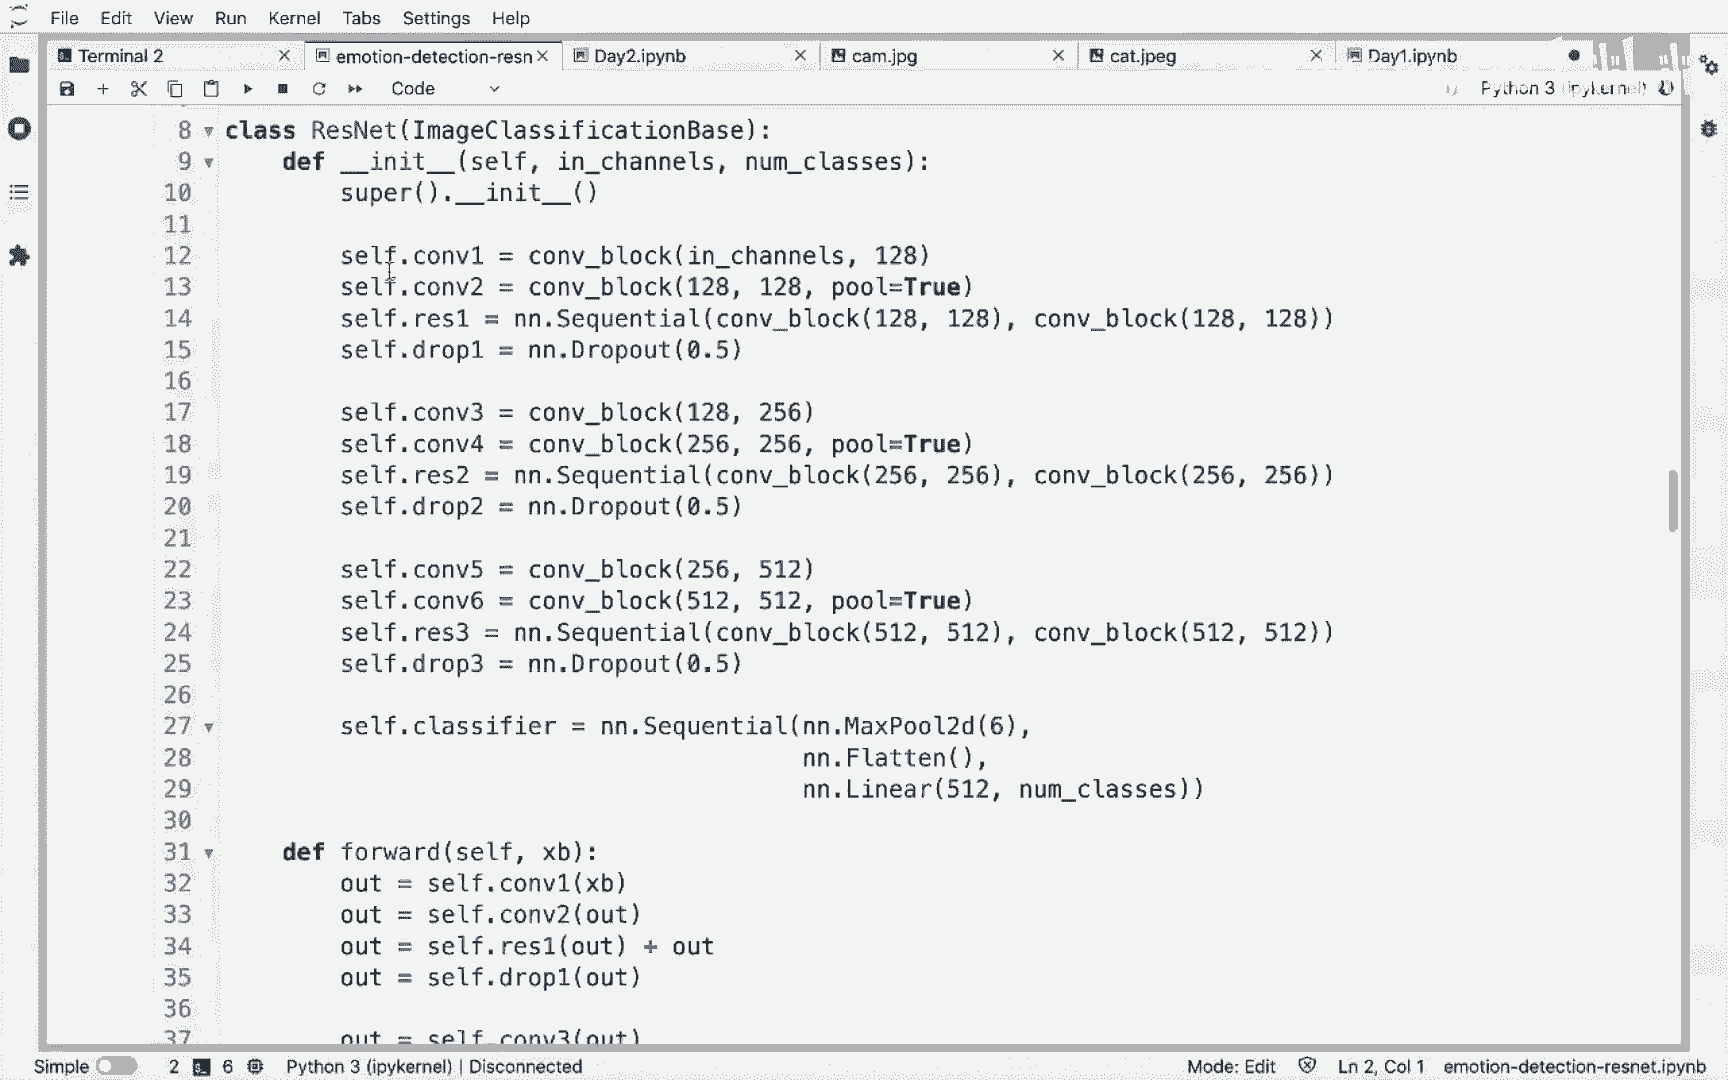 File Edit View Run Kernel Tabs Settings Help
Terminal 2 emotion-detection-resn Day2.ipynb cam.jpg cat.jpeg Day1.ipynb
Code Python 3 (ipykernel)
8 class ResNet(ImageClassificationBase):
9 def __init__(self, in_channels, num_classes):
10 super().__init__()
11
12 self.conv1 = conv_block(in_channels, 128)
13 self.conv2 = conv_block(128, 128, pool=True)
14 self.res1 = nn.Sequential(conv_block(128, 128), conv_block(128, 128))
15 self.drop1 = nn.Dropout(0.5)
16
17 self.conv3 = conv_block(128, 256)
18 self.conv4 = conv_block(256, 256, pool=True)
19 self.res2 = nn.Sequential(conv_block(256, 256), conv_block(256, 256))
20 self.drop2 = nn.Dropout(0.5)
21
22 self.conv5 = conv_block(256, 512)
23 self.conv6 = conv_block(512, 512, pool=True)
24 self.res3 = nn.Sequential(conv_block(512, 512), conv_block(512, 512))
25 self.drop3 = nn.Dropout(0.5)
26
27 self.classifier = nn.Sequential(nn.MaxPool2d(6),
28 nn.Flatten(),
29 nn.Linear(512, num_classes))
30
31 def forward(self, xb):
32 out = self.conv1(xb)
33 out = self.conv2(out)
34 out = self.res1(out) + out
35 out = self.drop1(out)
36
37 out = self.conv3(out)
Simple 2 6 Python 3 (ipykernel) | Disconnected Mode: Edit Ln 2, Col 1 emotion-detection-resnet.ipynb